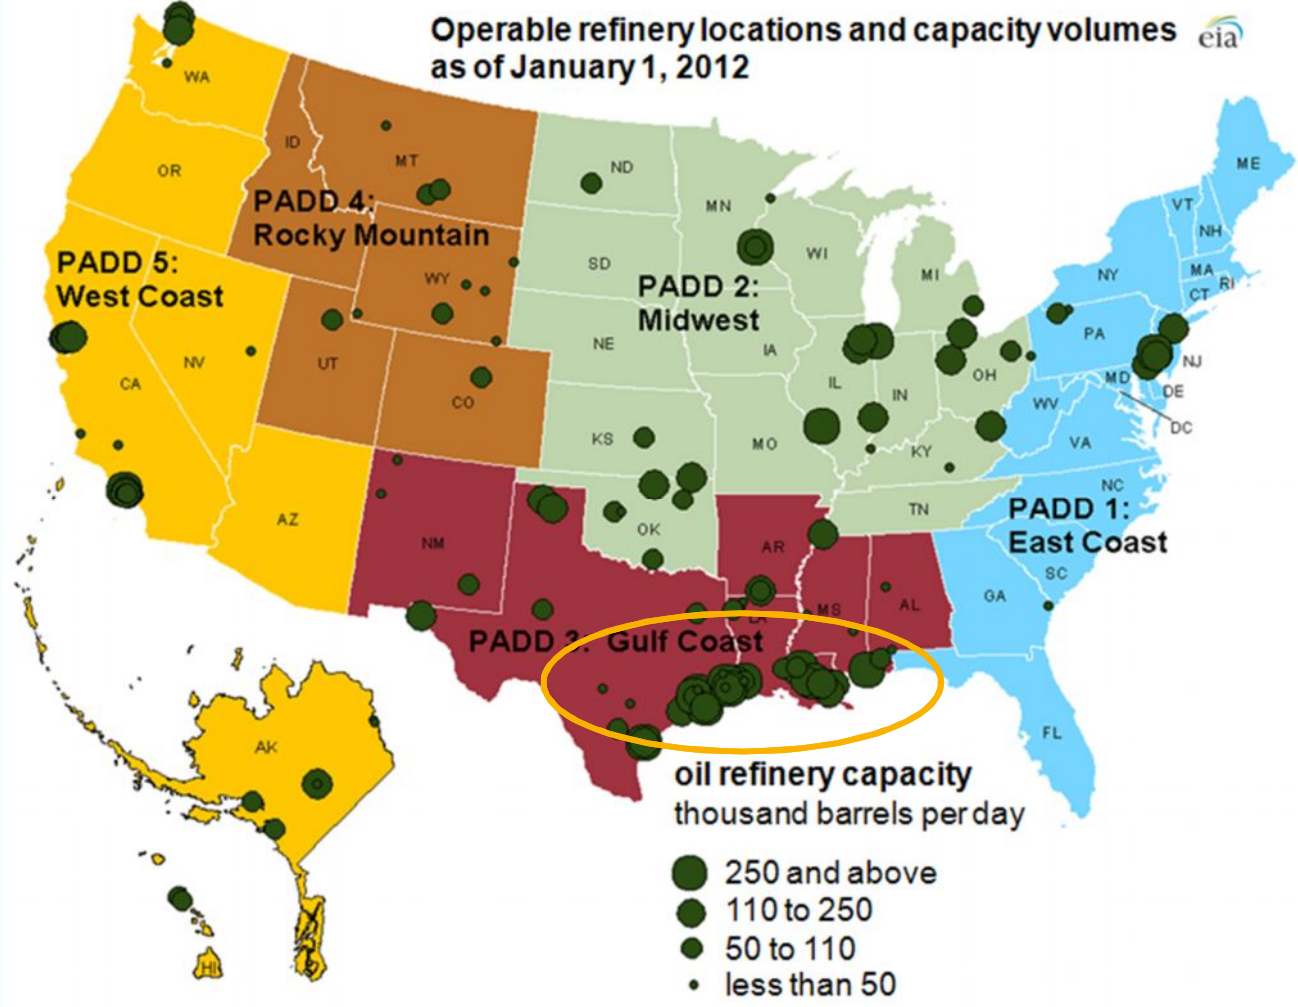 Operable refinery locations and capacity volumes
as of January 1, 2012
eia
WA
OR
ID
MT
ND
MN
WI
MI
ME
VT
NH
NY
MA
RI
CT
PADD 4:
Rocky Mountain
PADD 5:
West Coast
WY
SD
PADD 2:
Midwest
PA
NJ
NE
IA
NV
UT
CA
CO
IL
IN
OH
MD
DE
WV
DC
KS
MO
KY
VA
NC
PADD 1:
East Coast
AZ
NM
OK
AR
TN
SC
MS
AL
GA
LA
PADD 3: Gulf Coast
FL
AK
HI
oil refinery capacity
thousand barrels per day
250 and above
110 to 250
50 to 110
less than 50